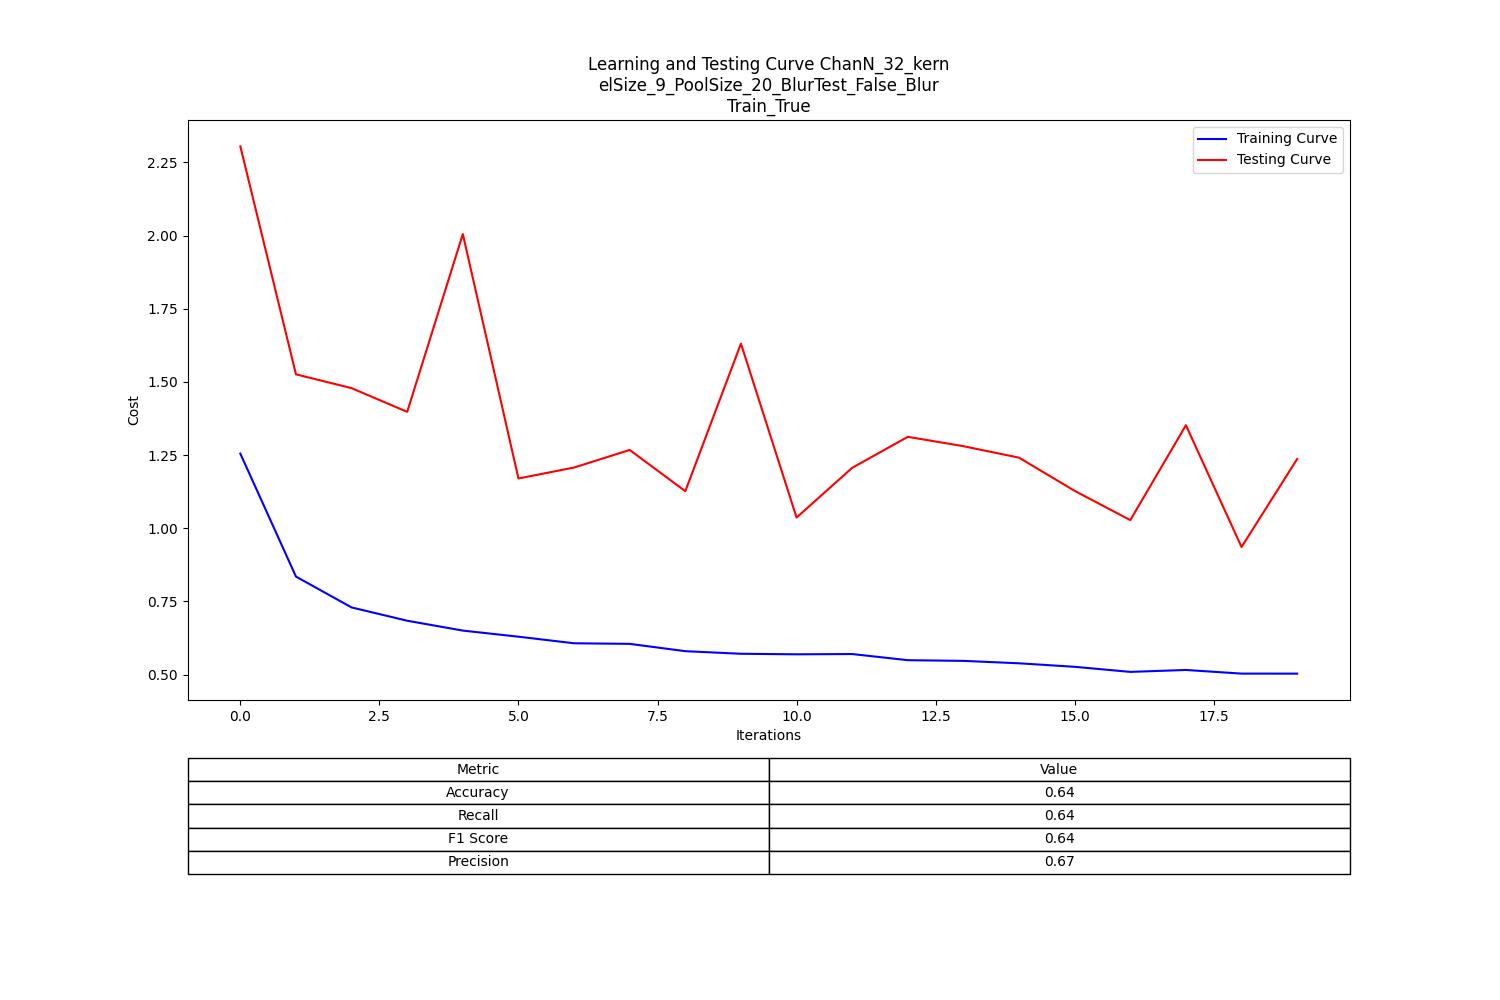 Learning and Testing Curve ChanN_32_kern
elSize_9_PoolSize_20_BlurTest_False_Blur
Train_True
Training Curve
Testing Curve
2.25
2.00
1.75
1.50
1.25
1.00
0.75
0.50
Cost
0.0 2.5 5.0 7.5 10.0 12.5 15.0 17.5
Iterations
Metric Value
Accuracy 0.64
Recall 0.64
F1 Score 0.64
Precision 0.67